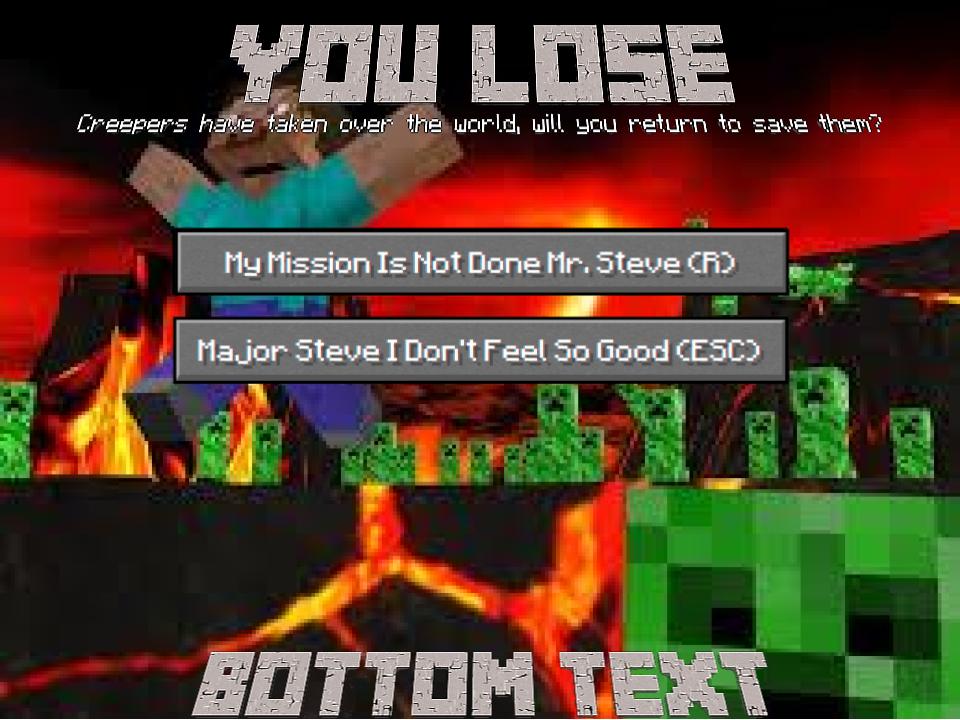 YOU LOSE
Creepers have taken over the world, will you return to save them?
My Mission Is Not Done Mr. Steve (R)
Major Steve I Don't Feel So Good (ESC)
BOTTOM TEXT